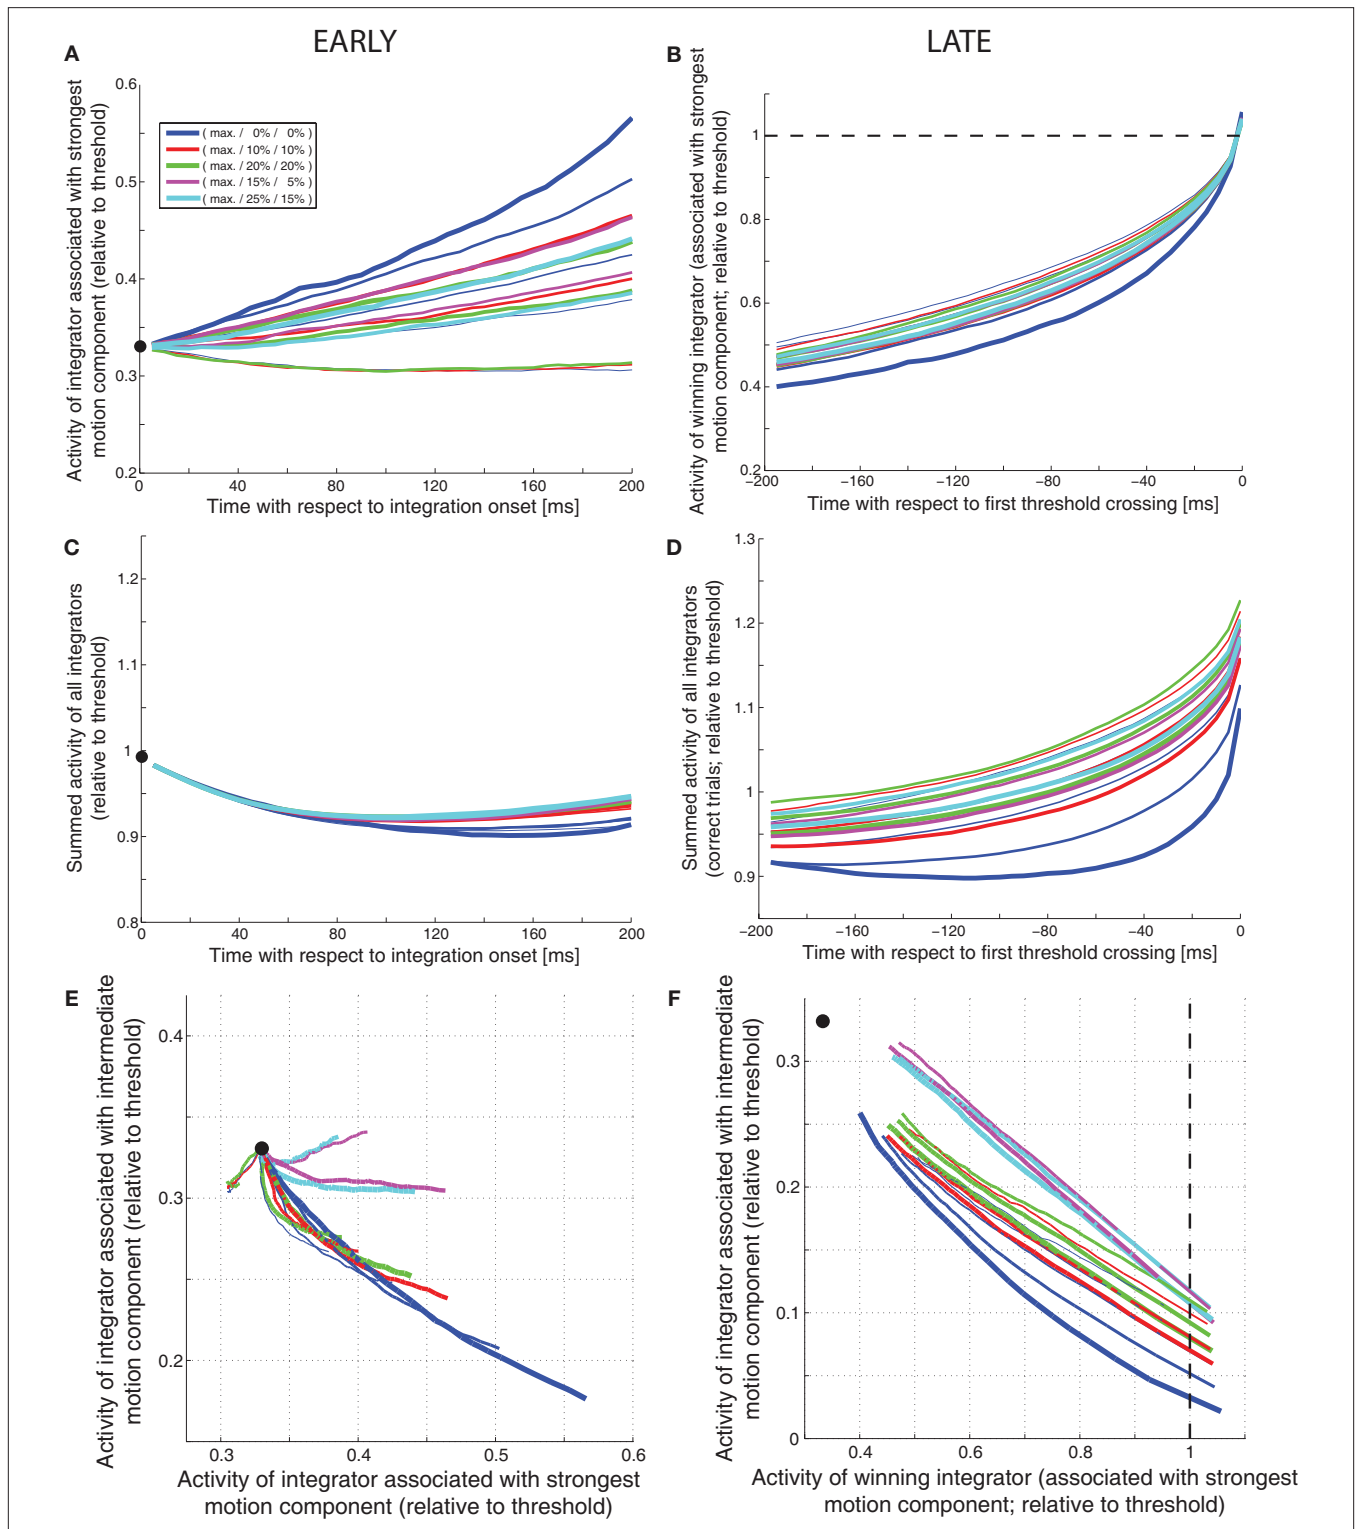 EARLY
LATE
A
Activity of integrator associated with strongest
motion component (relative to threshold)
0.6
0.5
0.4
0.3
0.2
( max. / 0% / 0% )
( max. / 10% / 10% )
( max. / 20% / 20% )
( max. / 15% / 5% )
( max. / 25% / 15% )
0
40
80
120
160
200
Time with respect to integration onset [ms]
B
Activity of winning integrator (associated with strongest
motion component; relative to threshold)
1
0.8
0.6
0.4
0.2
−200
−160
−120
−80
−40
0
Time with respect to first threshold crossing [ms]
C
Summed activity of all integrators
(relative to threshold)
1.2
1.1
1
0.9
0.8
0
40
80
120
160
200
Time with respect to integration onset [ms]
D
Summed activity of all integrators
(correct trials; relative to threshold)
1.3
1.2
1.1
1
0.9
−200
−160
−120
−80
−40
0
Time with respect to first threshold crossing [ms]
E
Activity of integrator associated with intermediate
motion component (relative to threshold)
0.4
0.3
0.2
0.3
0.4
0.5
0.6
Activity of integrator associated with strongest
motion component (relative to threshold)
F
Activity of integrator associated with intermediate
motion component (relative to threshold)
0.3
0.2
0.1
0
0.4
0.6
0.8
1
Activity of winning integrator (associated with strongest
motion component; relative to threshold)